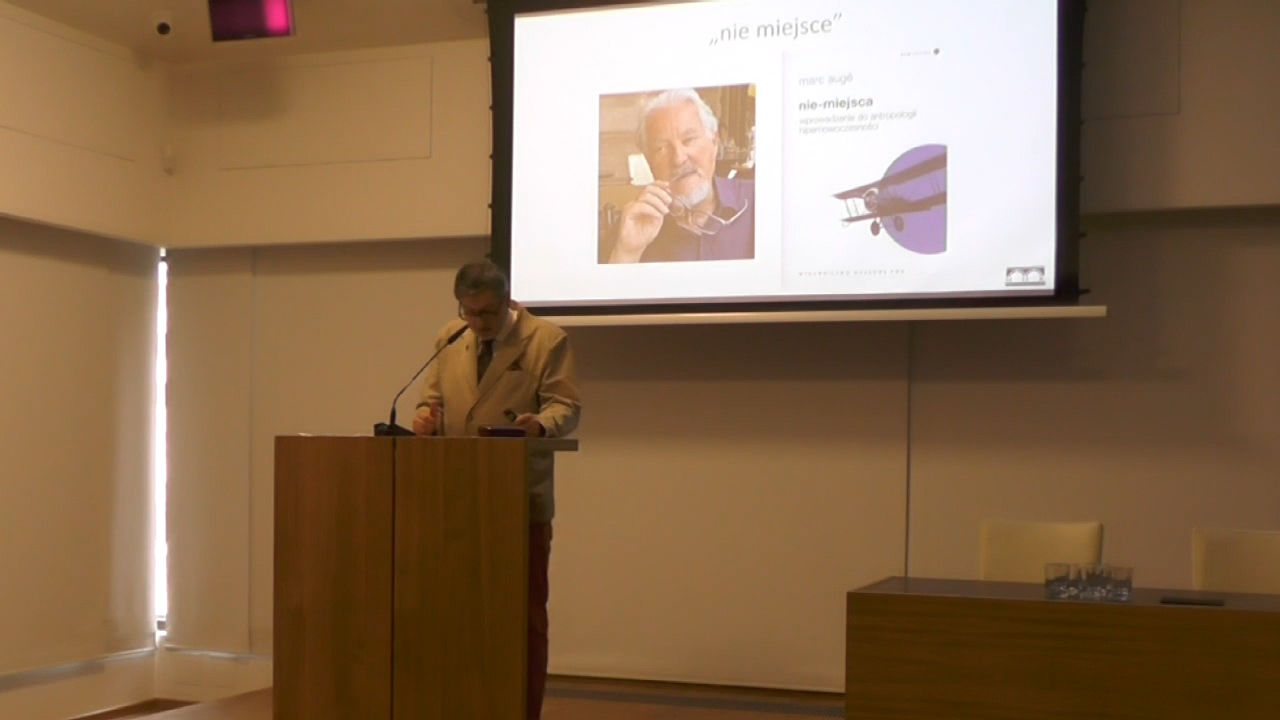 „nie miejsce”
marc augé
nie-miejsca
wprowadzenie do antropologii
hipernowoczesności